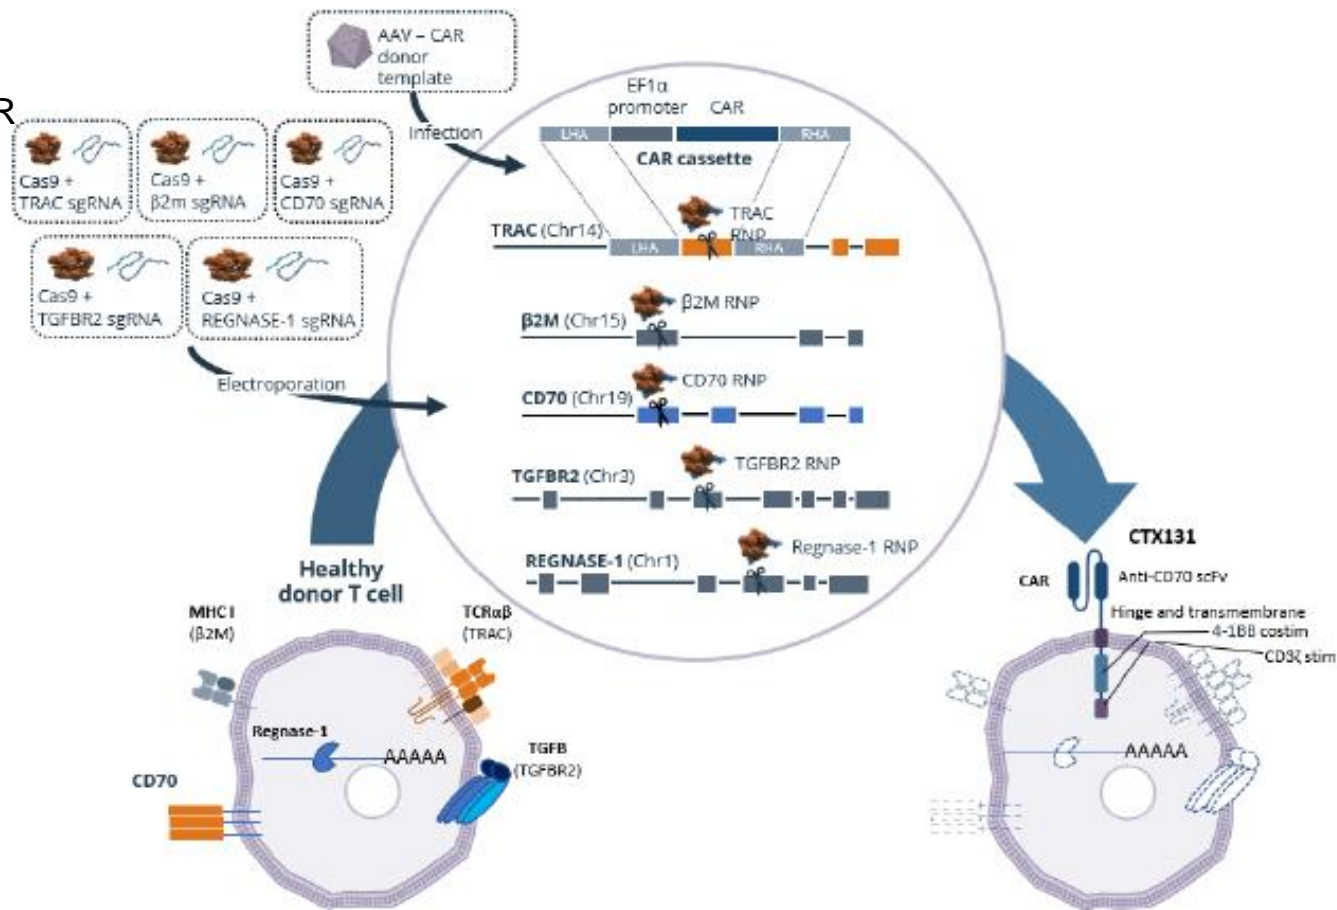 AAV – CAR
donor
template
R
Infection
Cas9 +
TRAC sgRNA
Cas9 +
β2m sgRNA
Cas9 +
CD70 sgRNA
Cas9 +
TGFBR2 sgRNA
Cas9 +
REGNASE-1 sgRNA
Electroporation
EF1α
promoter
CAR
LHA
RHA
CAR cassette
TRAC
RNP
TRAC (Chr14)
LHA
RHA
β2M RNP
β2M (Chr15)
CD70 RNP
CD70 (Chr19)
TGFBR2 RNP
TGFBR2 (Chr3)
Regnase-1 RNP
REGNASE-1 (Chr1)
Healthy
donor T cell
MHC I
(β2M)
TCRαβ
(TRAC)
Regnase-1
AAAAA
TGFB
(TGFBR2)
CD70
CTX131
CAR
Anti-CD70 scFv
Hinge and transmembrane
4-1BB costim
CD3ζ stim
AAAAA